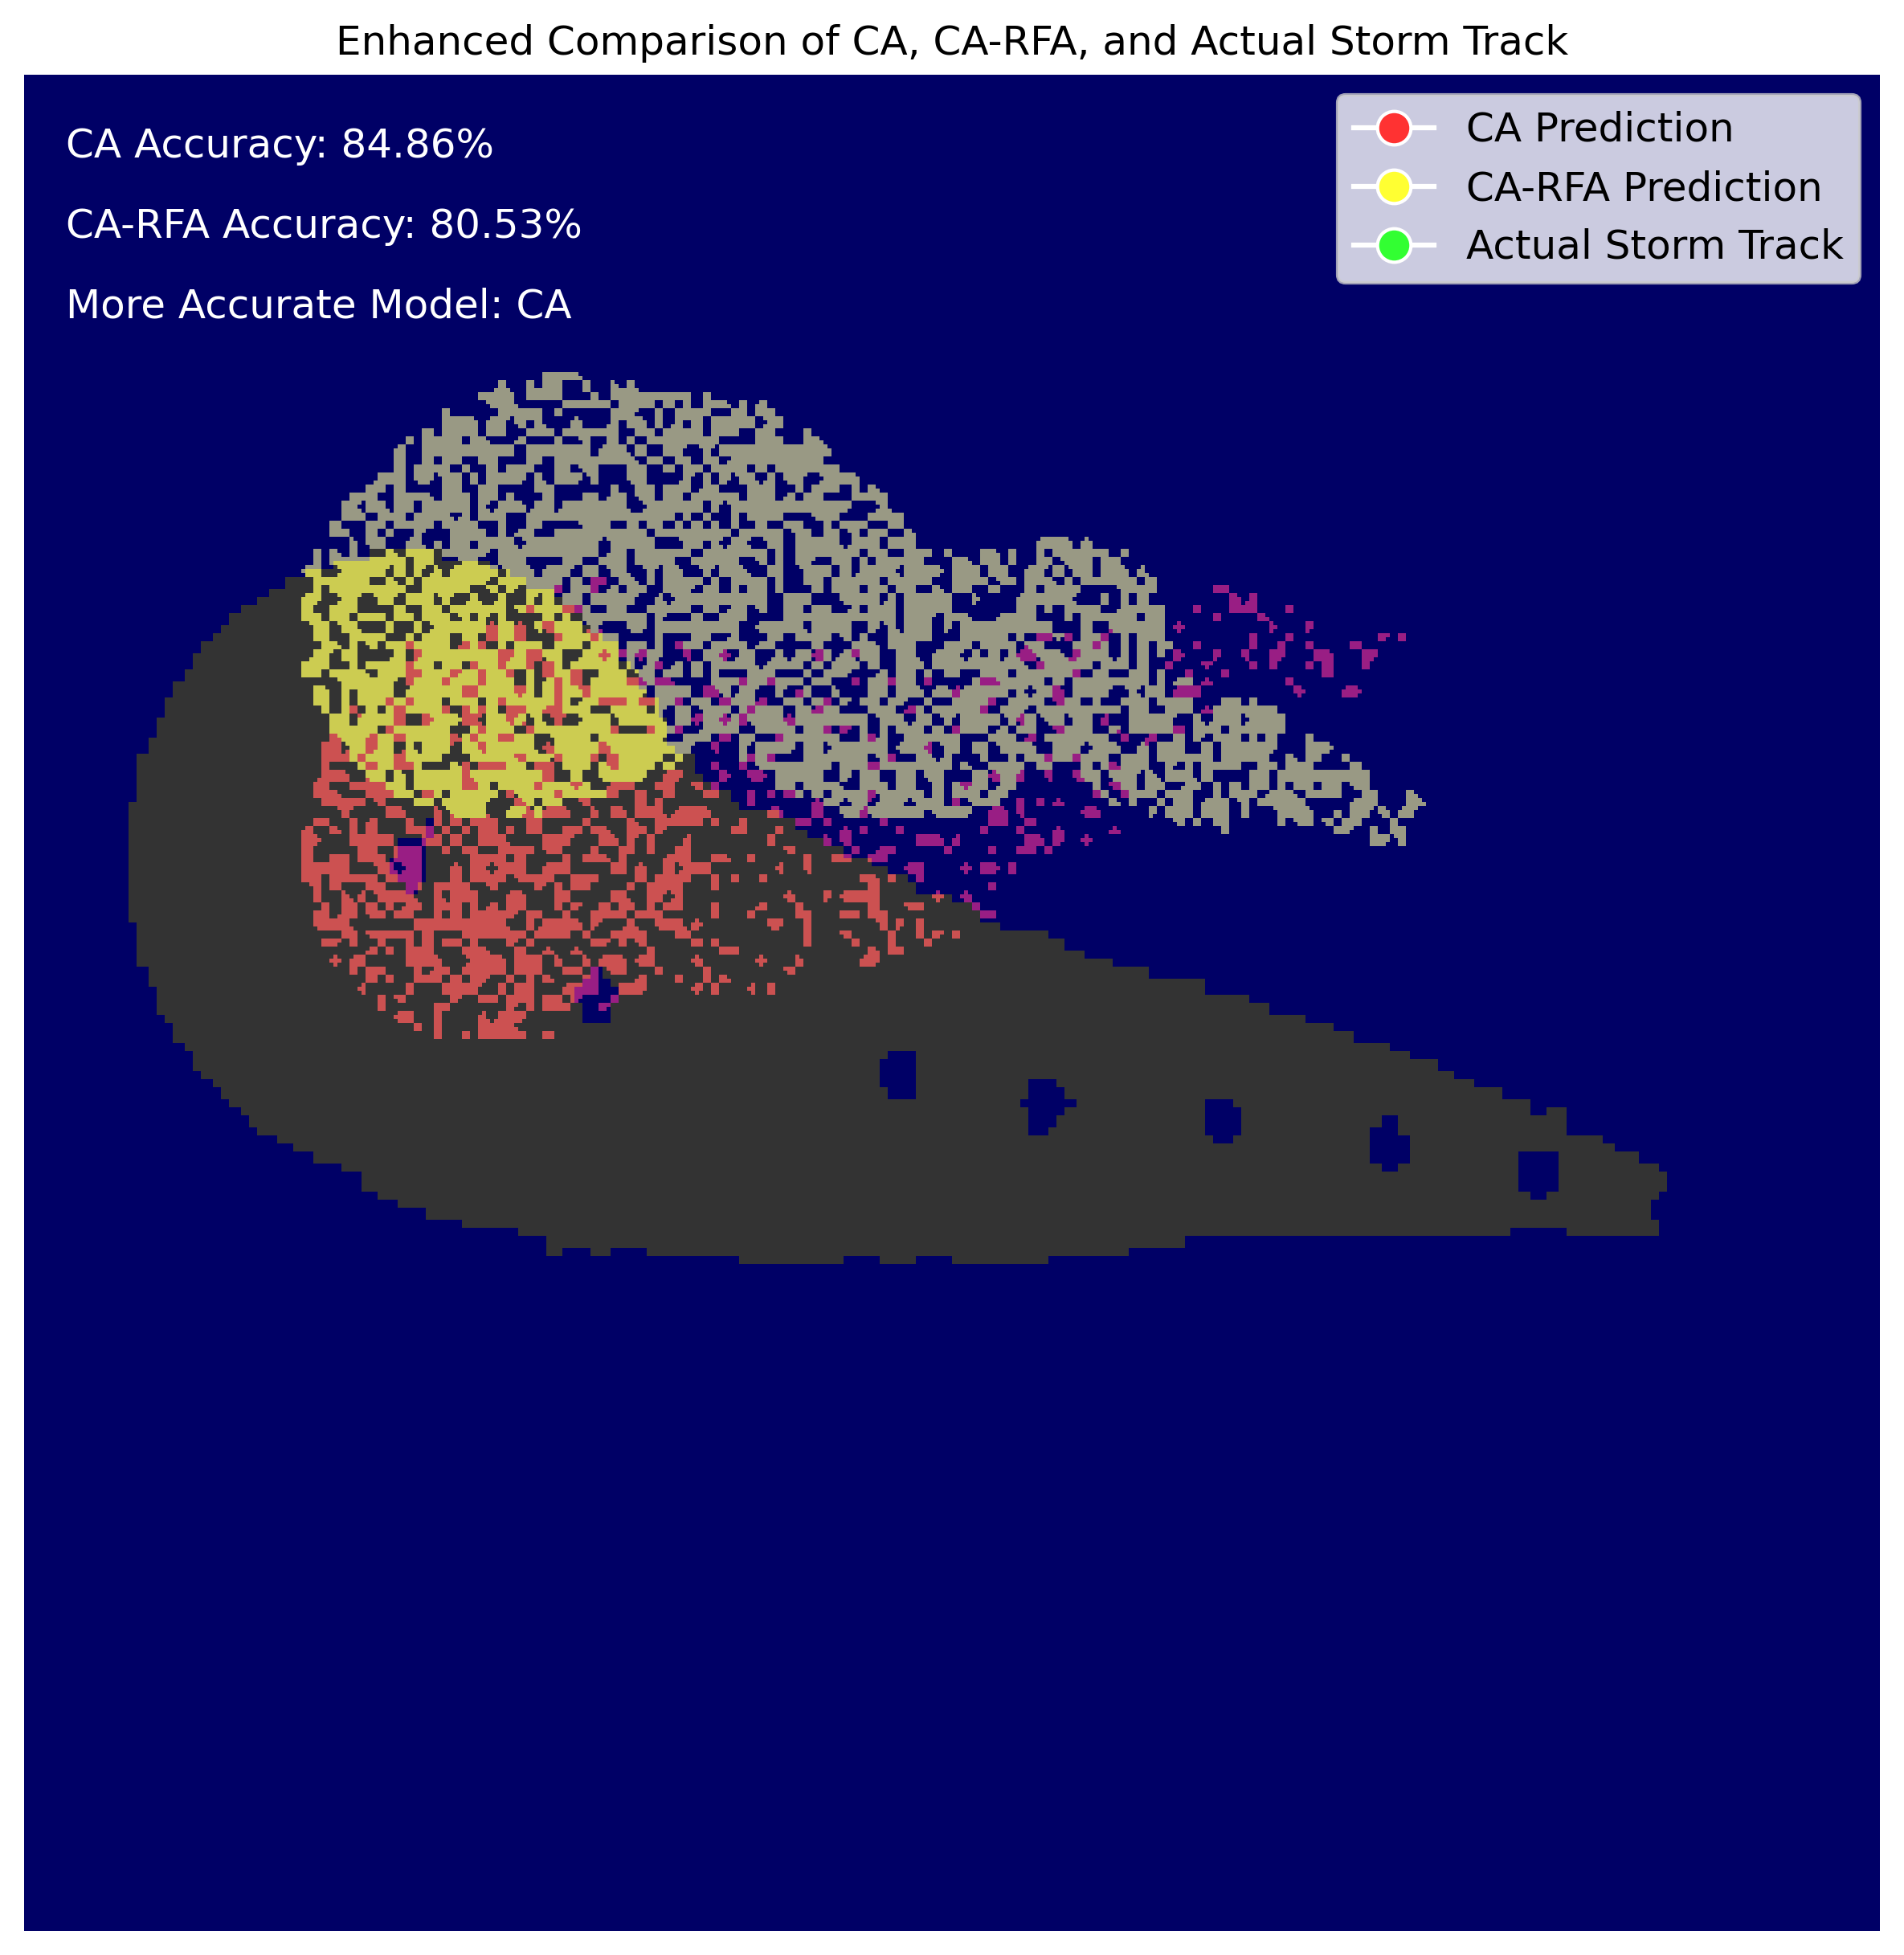 Enhanced Comparison of CA, CA-RFA, and Actual Storm Track
CA Accuracy: 84.86%
CA-RFA Accuracy: 80.53%
More Accurate Model: CA
CA Prediction
CA-RFA Prediction
Actual Storm Track